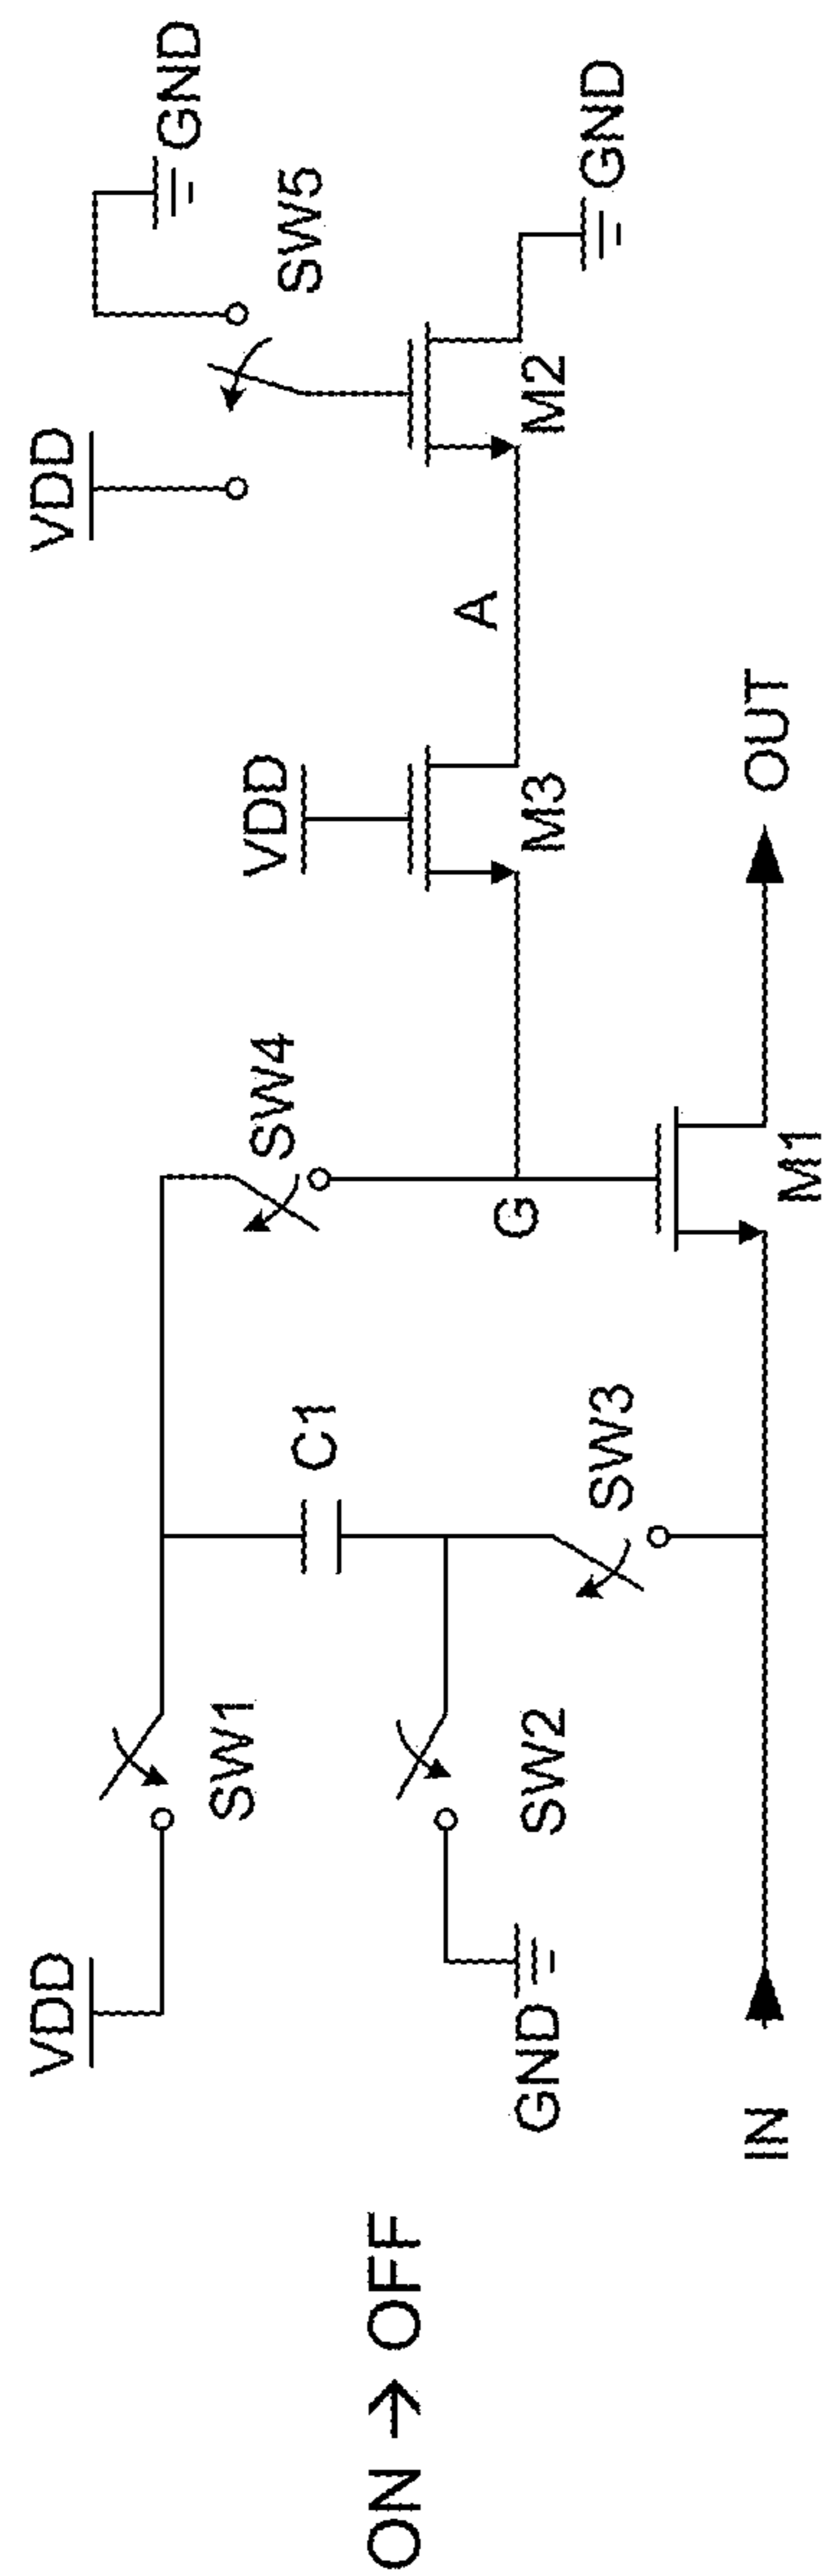 ON → OFF
VDD
GND
VDD
SW5
SW1
C1
SW4
VDD
SW2
SW3
G
M3
A
M2
GND
GND
IN
M1
OUT